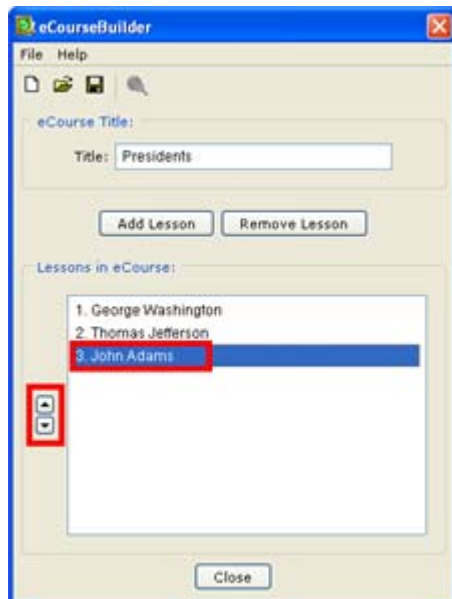 eCourseBuilder
File Help
eCourse Title:
Title: Presidents
Add Lesson Remove Lesson
Lessons in eCourse:
1. George Washington
2. Thomas Jefferson
3. John Adams
Close